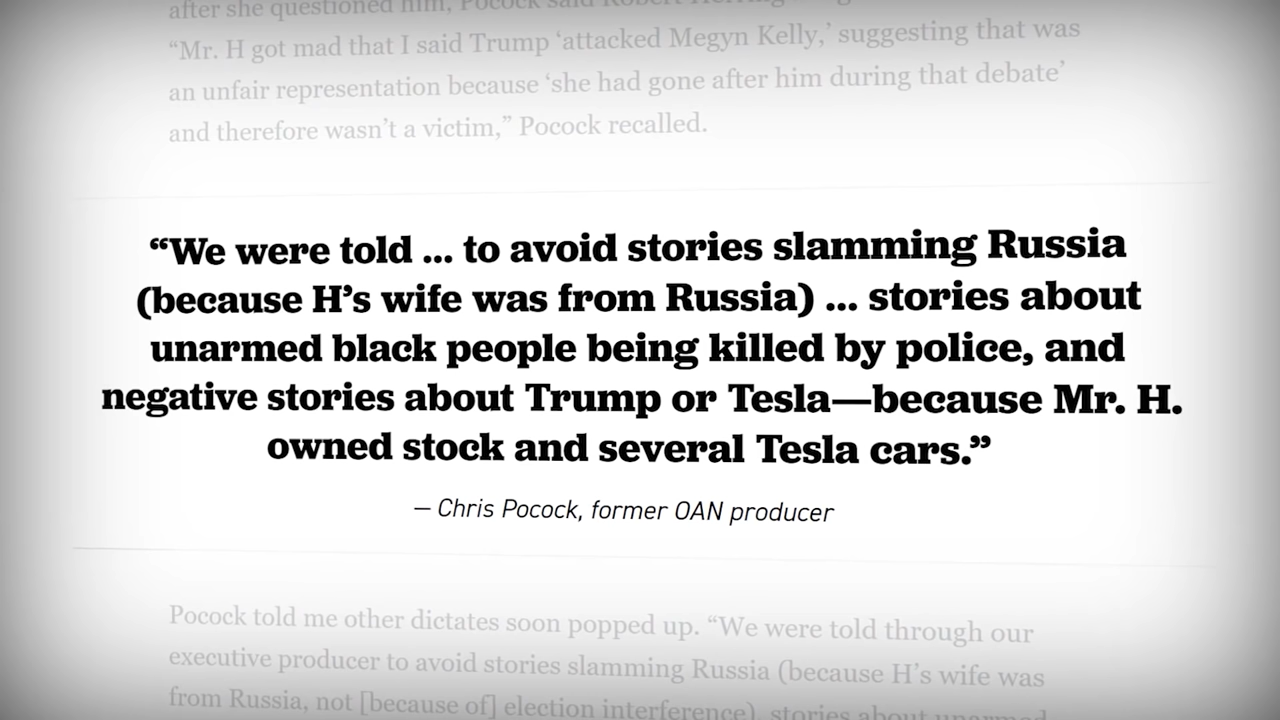 after she questioned him, Pocock said Robert
“Mr. H got mad that I said Trump ‘attacked Megyn Kelly,’ suggesting that was
an unfair representation because ‘she had gone after him during that debate’
and therefore wasn’t a victim,” Pocock recalled.
“We were told ... to avoid stories slamming Russia
(because H’s wife was from Russia) ... stories about
unarmed black people being killed by police, and
negative stories about Trump or Tesla—because Mr. H.
owned stock and several Tesla cars.”
— Chris Pocock, former OAN producer
Pocock told me other dictates soon popped up. “We were told through our
executive producer to avoid stories slamming Russia (because H’s wife was
from Russia, not [because of] election interference), stories about unarmed